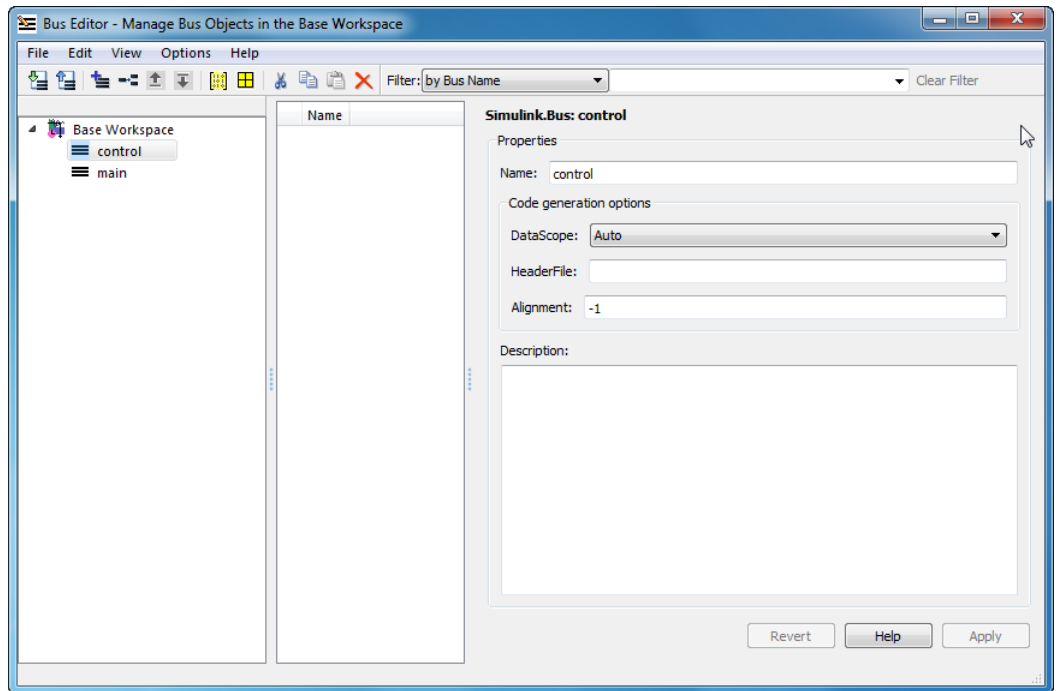 Bus Editor - Manage Bus Objects in the Base Workspace
File Edit View Options Help
Filter: by Bus Name Clear Filter
Base Workspace
control
main
Name
Simulink.Bus: control
Properties
Name: control
Code generation options
DataScope: Auto
HeaderFile:
Alignment: -1
Description:
Revert Help Apply